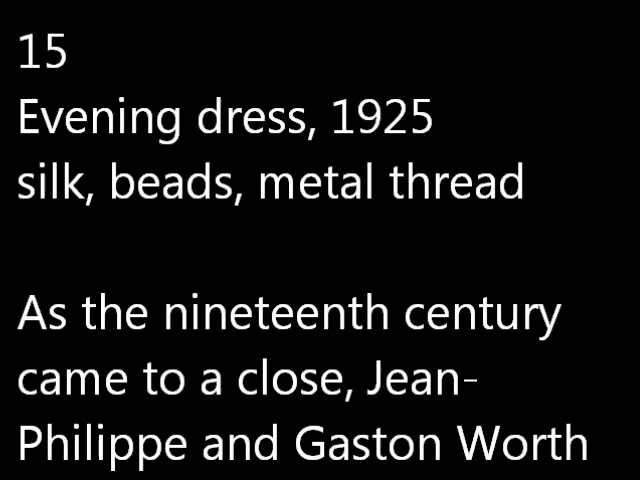 15
Evening dress, 1925
silk, beads, metal thread
As the nineteenth century
came to a close, Jean-
Philippe and Gaston Worth